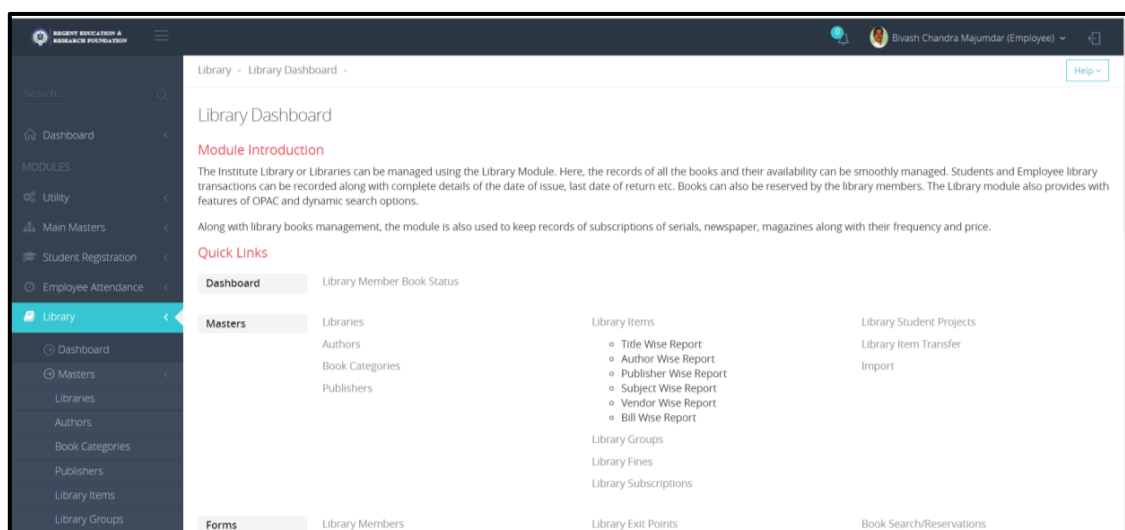 REGENT EDUCATION &
RESEARCH FOUNDATION
0
Bivash Chandra Majumdar (Employee)
Search...
Dashboard
MODULES
Utility
Main Masters
Student Registration
Employee Attendance
Library
Dashboard
Masters
Libraries
Authors
Book Categories
Publishers
Library Items
Library Groups
Library Library Dashboard
Help
Library Dashboard
Module Introduction
The Institute Library or Libraries can be managed using the Library Module. Here, the records of all the books and their availability can be smoothly managed. Students and Employee library
transactions can be recorded along with complete details of the date of issue, last date of return etc. Books can also be reserved by the library members. The Library module also provides with
features of OPAC and dynamic search options.
Along with library books management, the module is also used to keep records of subscriptions of serials, newspaper, magazines along with their frequency and price.
Quick Links
Dashboard
Library Member Book Status
Masters
Libraries
Authors
Book Categories
Publishers
Library Items
Title Wise Report
Author Wise Report
Publisher Wise Report
Subject Wise Report
Vendor Wise Report
Bill Wise Report
Library Groups
Library Fines
Library Subscriptions
Library Student Projects
Library Item Transfer
Import
Forms
Library Members
Library Exit Points
Book Search/Reservations